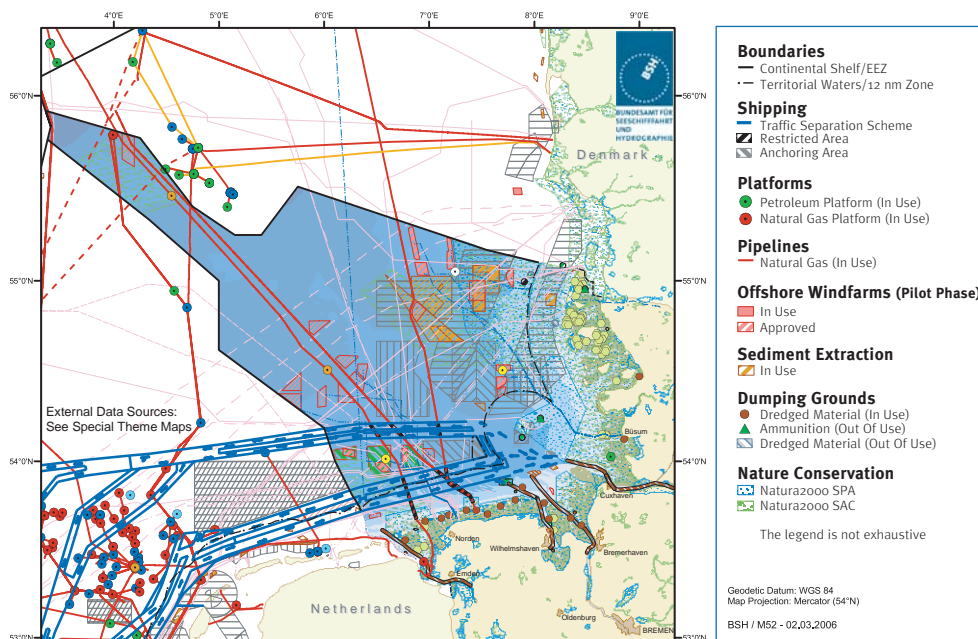 4°0'E 5°0'E 6°0'E 7°0'E 8°0'E 9°0'E
56°0'N
55°0'N
54°0'N
53°0'N
56°0'N
55°0'N
54°0'N
53°0'N
BSH
BUNDESAMT FÜR
SEESCHIFFFAHRT
UND
HYDROGRAPHIE
Denmark
External Data Sources:
See Special Theme Maps
Büsum
Cuxhaven
Norden
Wilhelmshaven
Bremerhaven
Emden
Oldenburg
BREMEN
Netherlands
Boundaries
Continental Shelf/EEZ
Territorial Waters/12 nm Zone
Shipping
Traffic Separation Scheme
Restricted Area
Anchoring Area
Platforms
Petroleum Platform (In Use)
Natural Gas Platform (In Use)
Pipelines
Natural Gas (In Use)
Offshore Windfarms (Pilot Phase)
In Use
Approved
Sediment Extraction
In Use
Dumping Grounds
Dredged Material (In Use)
Ammunition (Out Of Use)
Dredged Material (Out Of Use)
Nature Conservation
Natura2000 SPA
Natura2000 SAC
The legend is not exhaustive
Geodetic Datum: WGS 84
Map Projection: Mercator (54°N)
BSH / M52 - 02.03.2006